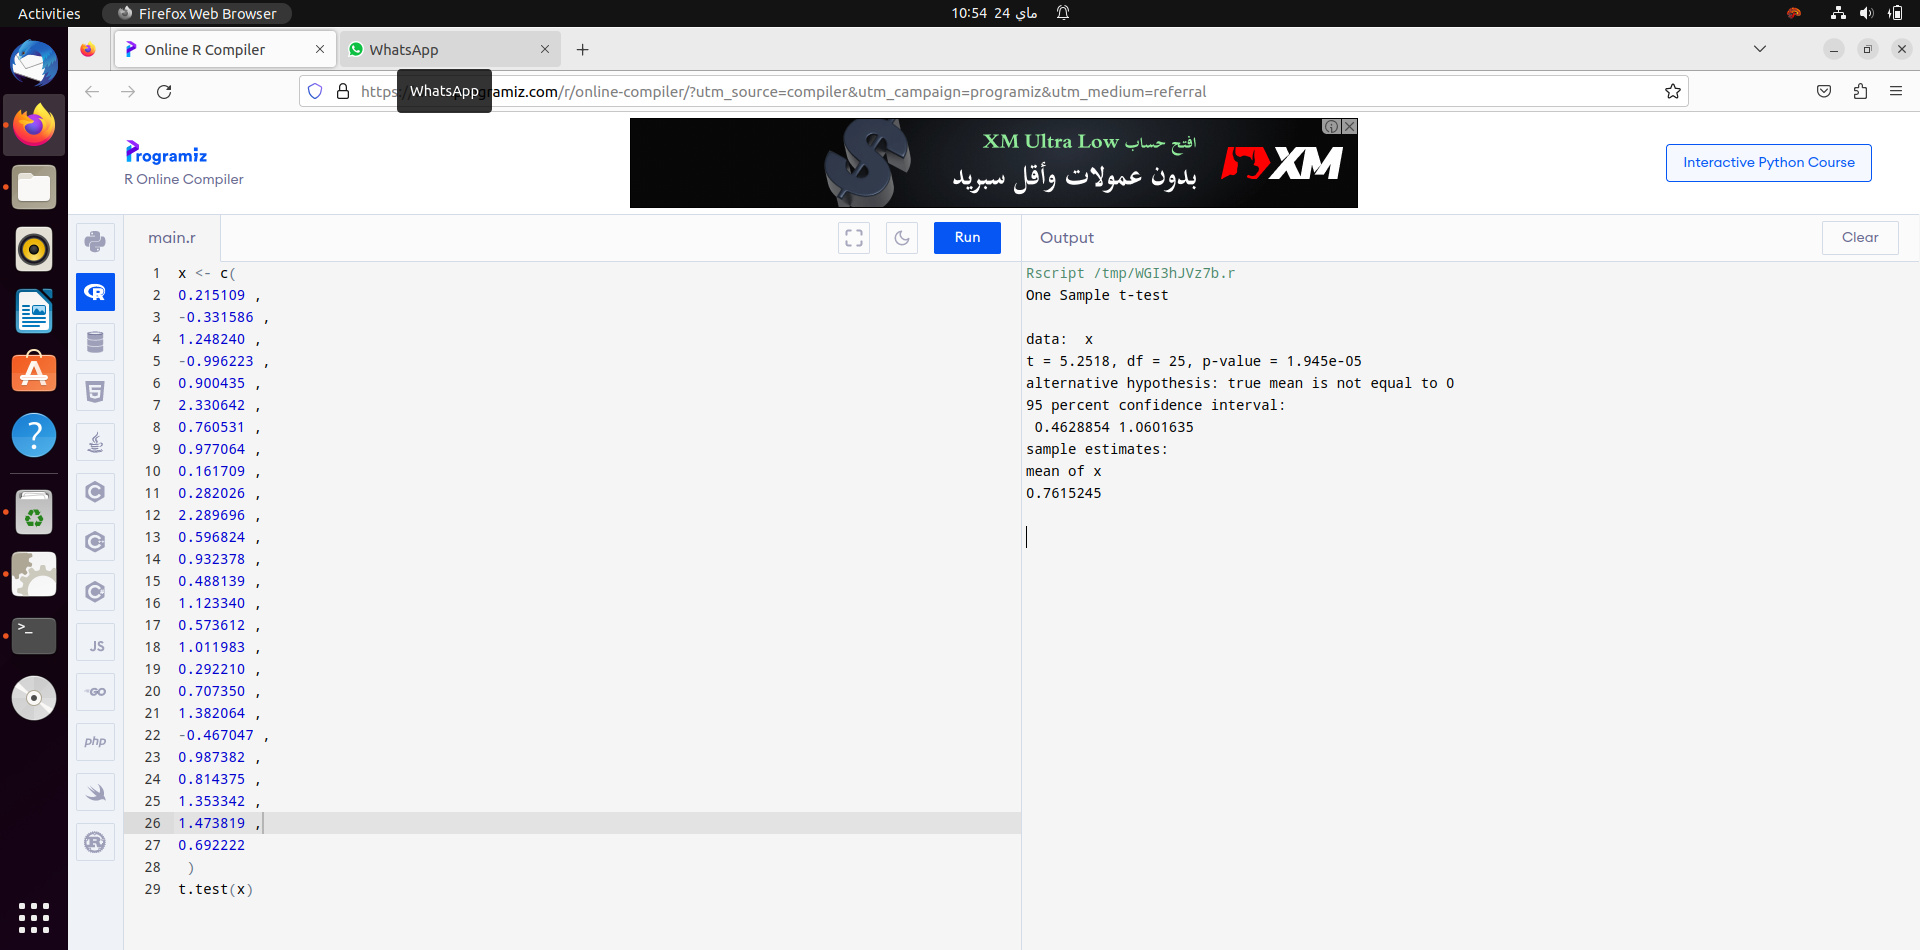 Activities
Firefox Web Browser
10:54 24 ماي
Online R Compiler
WhatsApp
https:
gramiz.com/r/online-compiler/?utm_source=compiler&utm_campaign=programiz&utm_medium=referral
WhatsApp
Programiz
R Online Compiler
افتح حساب XM Ultra Low
بدون عمولات وأقل سبريد
XM
Interactive Python Course
main.r
Run
Output
Clear
1 x <- c(
2 0.215109 ,
3 -0.331586 ,
4 1.248240 ,
5 -0.996223 ,
6 0.900435 ,
7 2.330642 ,
8 0.760531 ,
9 0.977064 ,
10 0.161709 ,
11 0.282026 ,
12 2.289696 ,
13 0.596824 ,
14 0.932378 ,
15 0.488139 ,
16 1.123340 ,
17 0.573612 ,
18 1.011983 ,
19 0.292210 ,
20 0.707350 ,
21 1.382064 ,
22 -0.467047 ,
23 0.987382 ,
24 0.814375 ,
25 1.353342 ,
26 1.473819 ,
27 0.692222
28 )
29 t.test(x)
Rscript /tmp/WGI3hJVz7b.r
One Sample t-test
data: x
t = 5.2518, df = 25, p-value = 1.945e-05
alternative hypothesis: true mean is not equal to 0
95 percent confidence interval:
0.4628854 1.0601635
sample estimates:
mean of x
0.7615245
JS
GO
php